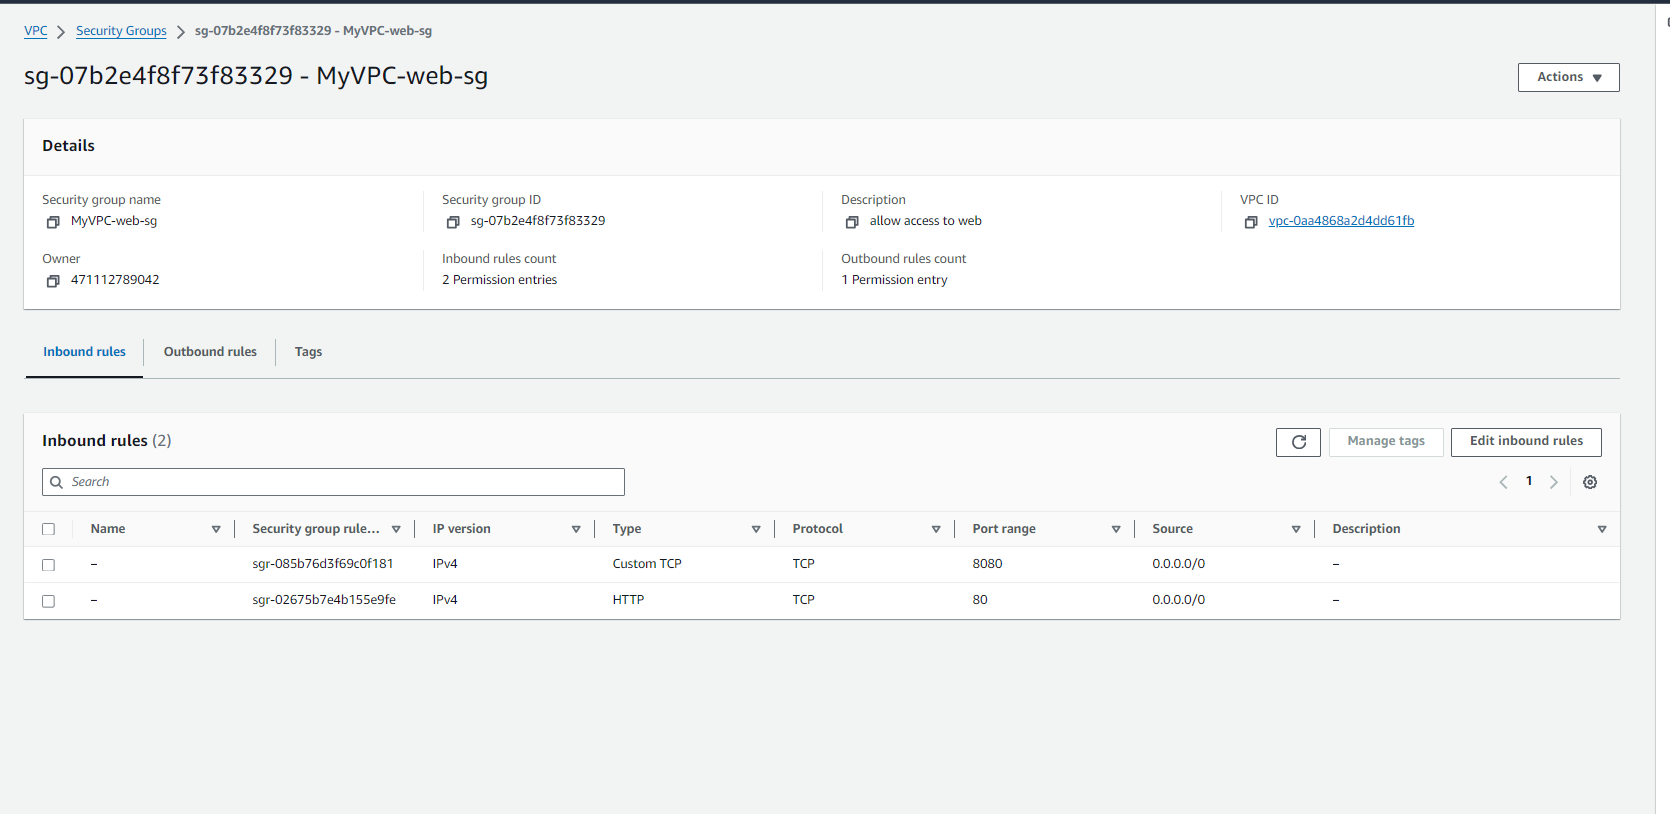 VPC > Security Groups > sg-07b2e4f8f73f83329 - MyVPC-web-sg
sg-07b2e4f8f73f83329 - MyVPC-web-sg
Actions
Details
Security group name
MyVPC-web-sg
Security group ID
sg-07b2e4f8f73f83329
Description
allow access to web
VPC ID
vpc-0aa4868a2d4dd61fb
Owner
471112789042
Inbound rules count
2 Permission entries
Outbound rules count
1 Permission entry
Inbound rules Outbound rules Tags
Inbound rules (2)
Manage tags Edit inbound rules
Search
1
Name Security group rule... IP version Type Protocol Port range Source Description
– sgr-085b76d3f69c0f181 IPv4 Custom TCP TCP 8080 0.0.0.0/0 –
– sgr-02675b7e4b155e9fe IPv4 HTTP TCP 80 0.0.0.0/0 –